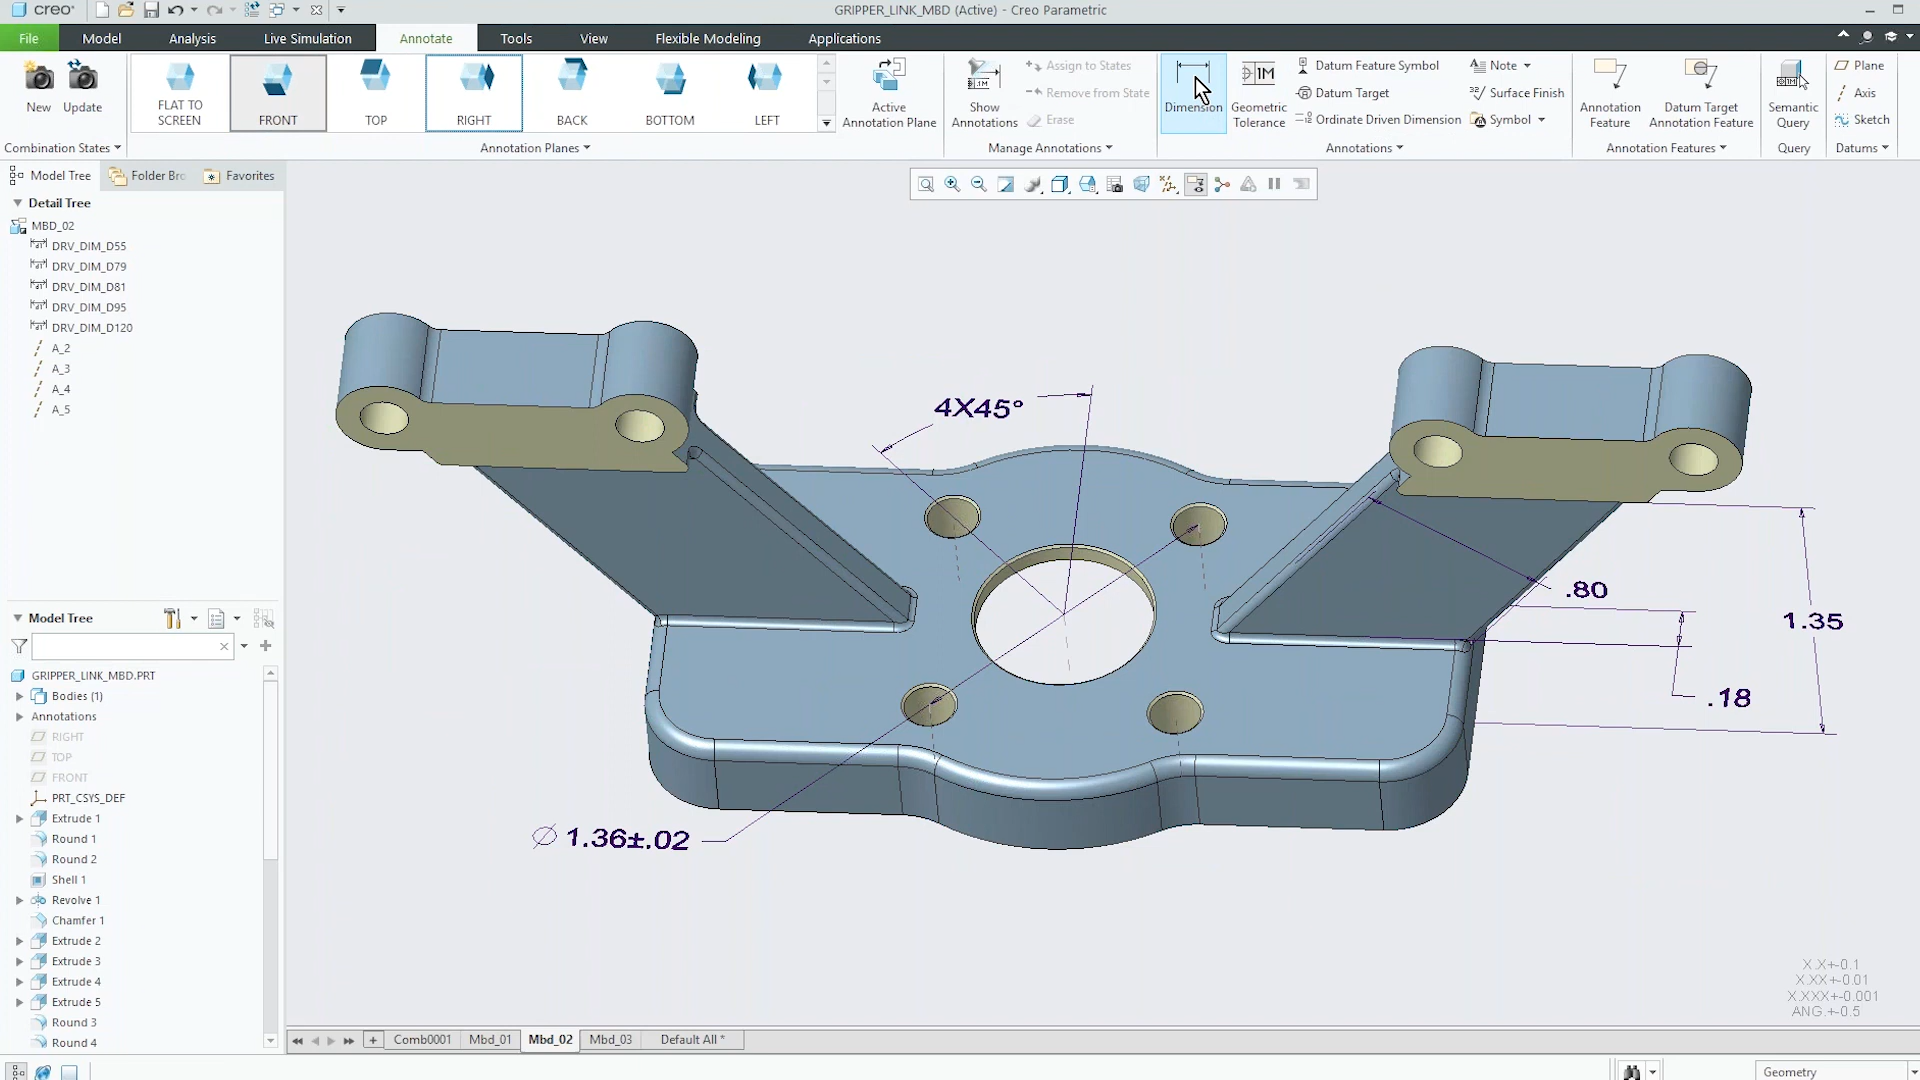 creo
GRIPPER_LINK_MBD (Active) - Creo Parametric
File Model Analysis Live Simulation Annotate Tools View Flexible Modeling Applications
New
Update
Combination States
FLAT TO SCREEN
FRONT
TOP
RIGHT
BACK
BOTTOM
LEFT
Annotation Planes
Active Annotation Plane
Show Annotations
Assign to States
Remove from State
Erase
Manage Annotations
Dimension
Geometric Tolerance
Datum Feature Symbol
Datum Target
Ordinate Driven Dimension
Note
Surface Finish
Symbol
Annotations
Annotation Feature
Datum Target Annotation Feature
Annotation Features
Semantic Query
Query
Plane
Axis
Sketch
Datums
Model Tree Folder Bro Favorites
Detail Tree
MBD_02
DRV_DIM_D55
DRV_DIM_D79
DRV_DIM_D81
DRV_DIM_D95
DRV_DIM_D120
A_2
A_3
A_4
A_5
Model Tree
GRIPPER_LINK_MBD.PRT
Bodies (1)
Annotations
RIGHT
TOP
FRONT
PRT_CSYS_DEF
Extrude 1
Round 1
Round 2
Shell 1
Revolve 1
Chamfer 1
Extrude 2
Extrude 3
Extrude 4
Extrude 5
Round 3
Round 4
4X45°
.80
1.35
.18
∅ 1.36±.02
X.X+-0.1
X.XX+-0.01
X.XXX+-0.001
ANG.+-0.5
Comb0001 Mbd_01 Mbd_02 Mbd_03 Default All *
Geometry